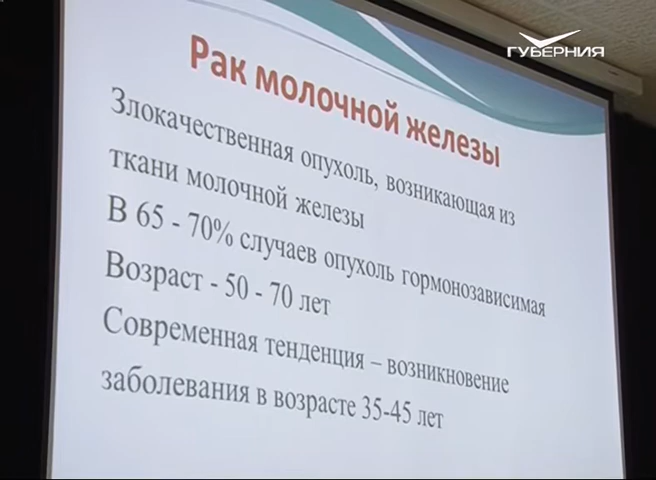 ГУБЕРНИЯ
Рак молочной железы
Злокачественная опухоль, возникающая из
ткани молочной железы
В 65 - 70% случаев опухоль гормонозависимая
Возраст - 50 - 70 лет
Современная тенденция – возникновение
заболевания в возрасте 35-45 лет